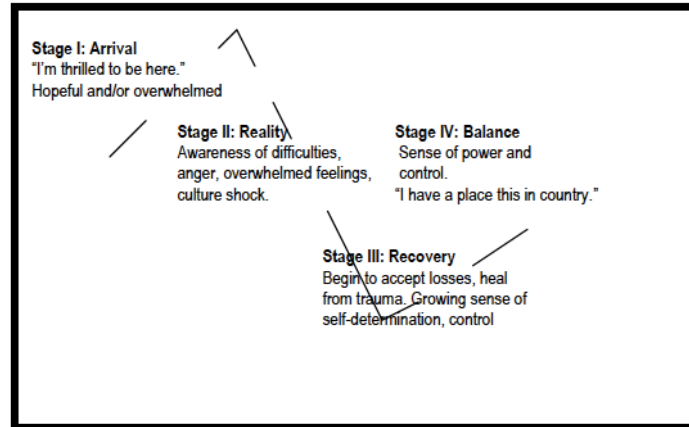 Stage I: Arrival
“I’m thrilled to be here.”
Hopeful and/or overwhelmed
Stage II: Reality
Awareness of difficulties,
anger, overwhelmed feelings,
culture shock.
Stage IV: Balance
Sense of power and
control.
“I have a place this in country.”
Stage III: Recovery
Begin to accept losses, heal
from trauma. Growing sense of
self-determination, control